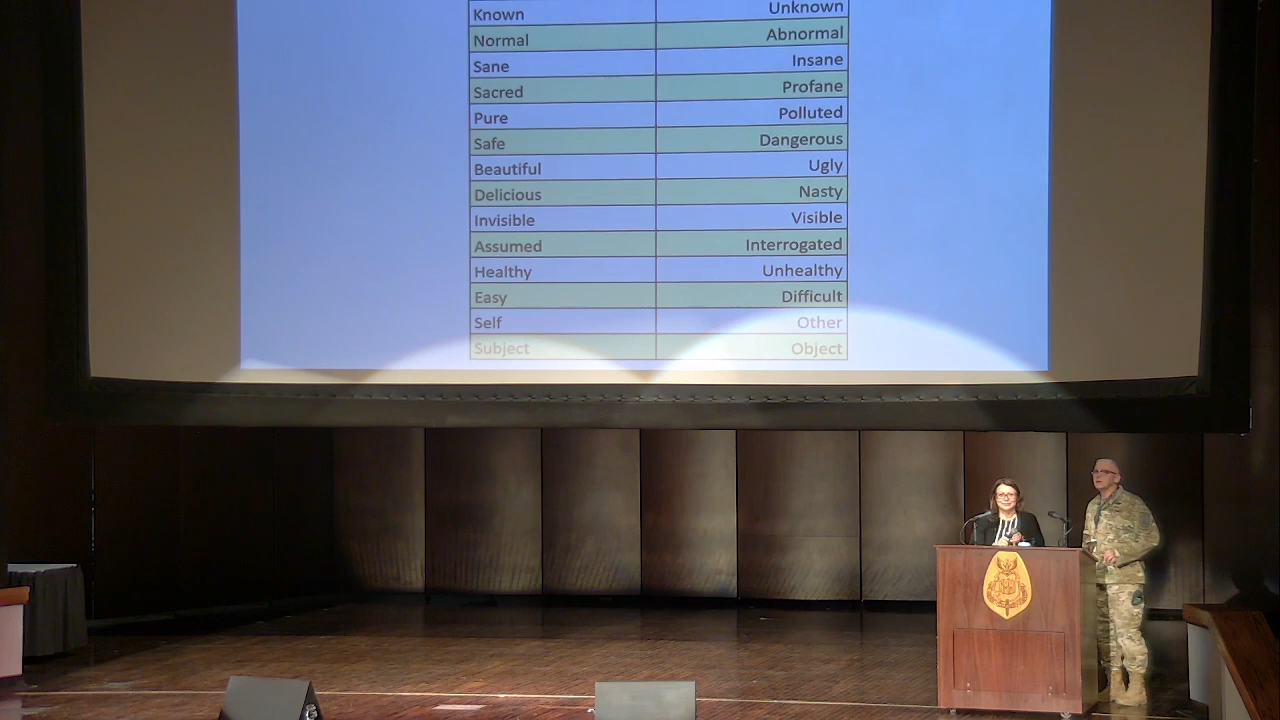 Known Unknown
Normal Abnormal
Sane Insane
Sacred Profane
Pure Polluted
Safe Dangerous
Beautiful Ugly
Delicious Nasty
Invisible Visible
Assumed Interrogated
Healthy Unhealthy
Easy Difficult
Self Other
Subject Object